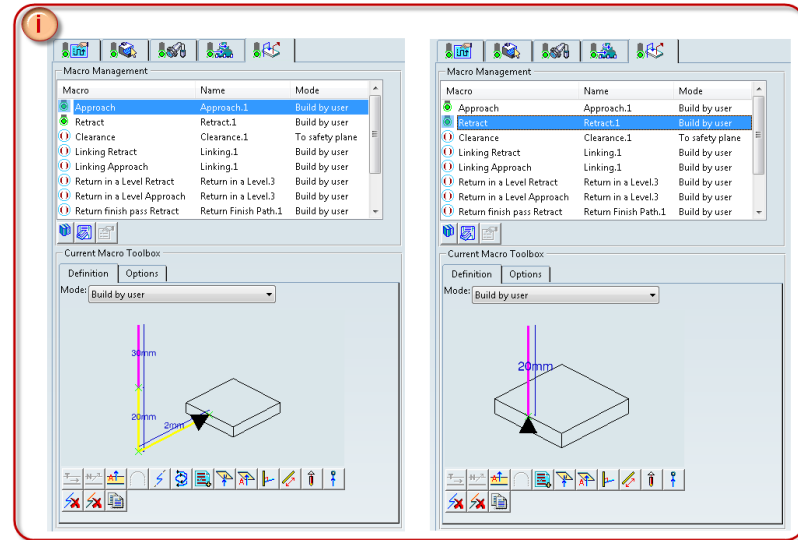 i
Macro Management
Macro Name Mode
Approach Approach.1 Build by user
Retract Retract.1 Build by user
Clearance Clearance.1 To safety plane
Linking Retract Linking.1 Build by user
Linking Approach Linking.1 Build by user
Return in a Level Retract Return in a Level.3 Build by user
Return in a Level Approach Return in a Level.3 Build by user
Return finish pass Retract Return Finish Path.1 Build by user
Current Macro Toolbox
Definition Options
Mode: Build by user
30mm
20mm
2mm
Macro Management
Macro Name Mode
Approach Approach.1 Build by user
Retract Retract.1 Build by user
Clearance Clearance.1 To safety plane
Linking Retract Linking.1 Build by user
Linking Approach Linking.1 Build by user
Return in a Level Retract Return in a Level.3 Build by user
Return in a Level Approach Return in a Level.3 Build by user
Return finish pass Retract Return Finish Path.1 Build by user
Current Macro Toolbox
Definition Options
Mode: Build by user
20mm